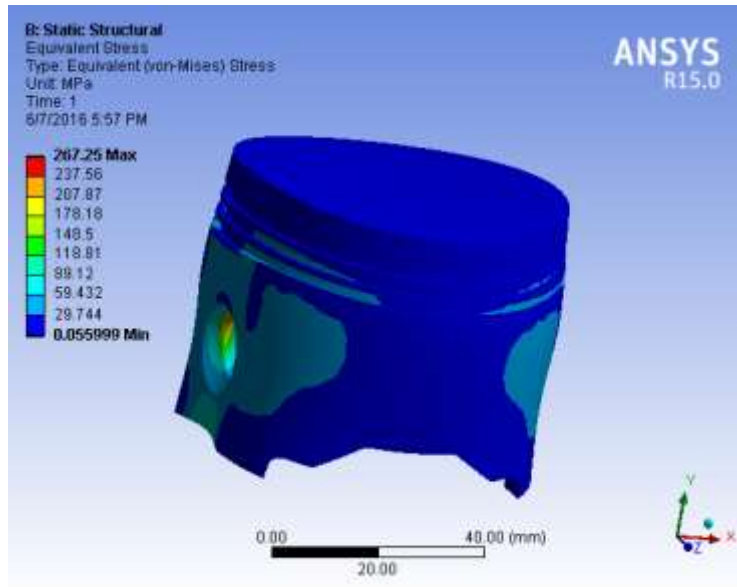 B: Static Structural
Equivalent Stress
Type: Equivalent (von-Mises) Stress
Unit: MPa
Time: 1
6/7/2016 5:57 PM
ANSYS
R15.0
267.25 Max
237.56
207.87
178.18
148.5
118.81
89.12
59.432
29.744
0.055999 Min
0.00
40.00 (mm)
20.00
Y
X
Z